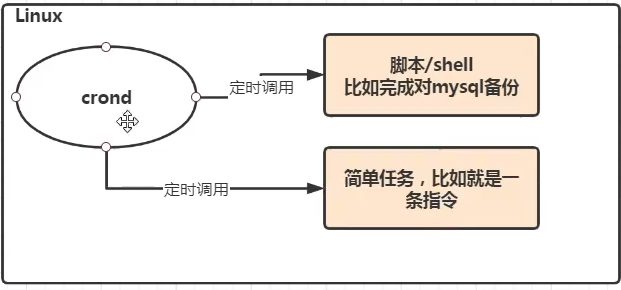 Linux
crond
定时调用
脚本/shell
比如完成对mysql备份
定时调用
简单任务，比如就是一
条指令